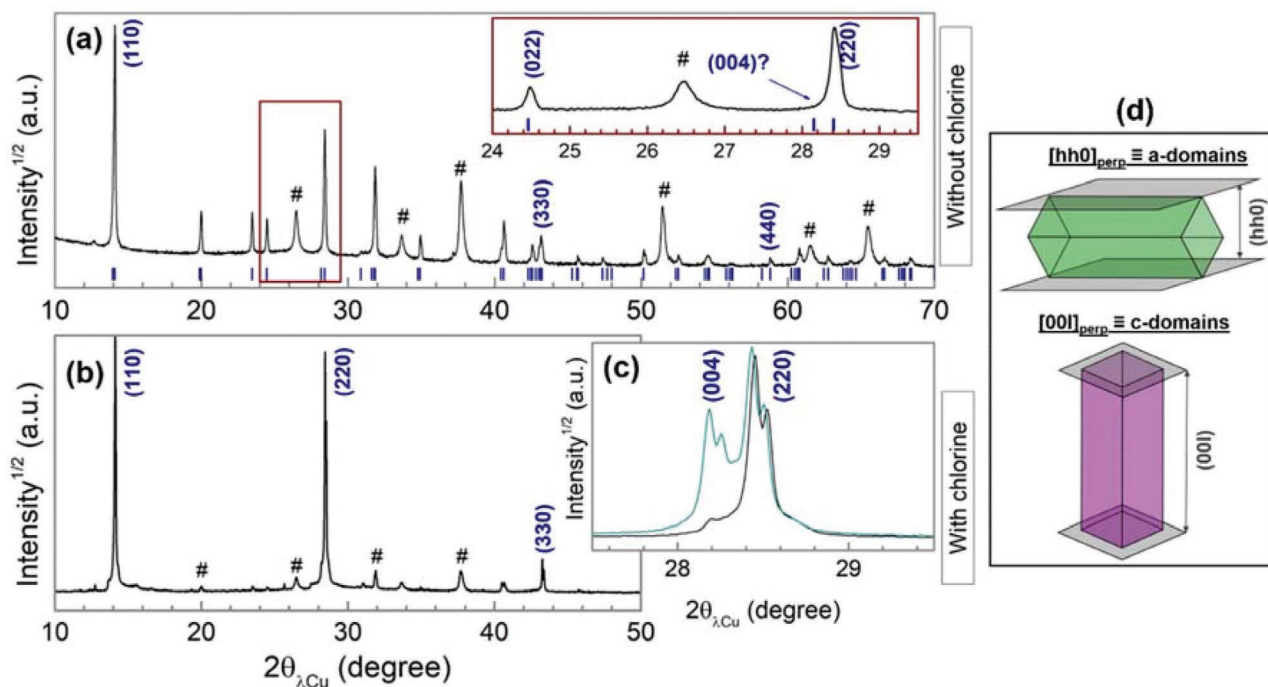 (a)
(110)
#
#
#
(330)
#
(440)
#
#
(022)
#
(004)?
(220)
24 25 26 27 28 29
Intensity1/2 (a.u.)
10 20 30 40 50 60 70
Without chlorine
(b)
(110)
(220)
#
#
#
#
(330)
Intensity1/2 (a.u.)
10 20 30 40 50
2θλCu (degree)
(c)
(004)
(220)
Intensity1/2 (a.u.)
28 29
2θλCu (degree)
With chlorine
(d)
[hh0]perp ≡ a-domains
(hh0)
[00l]perp ≡ c-domains
(00l)